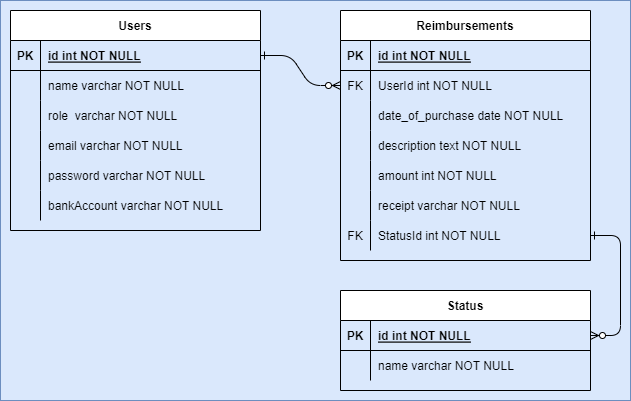 Users
PK id int NOT NULL
name varchar NOT NULL
role varchar NOT NULL
email varchar NOT NULL
password varchar NOT NULL
bankAccount varchar NOT NULL
Reimbursements
PK id int NOT NULL
FK UserId int NOT NULL
date_of_purchase date NOT NULL
description text NOT NULL
amount int NOT NULL
receipt varchar NOT NULL
FK StatusId int NOT NULL
Status
PK id int NOT NULL
name varchar NOT NULL